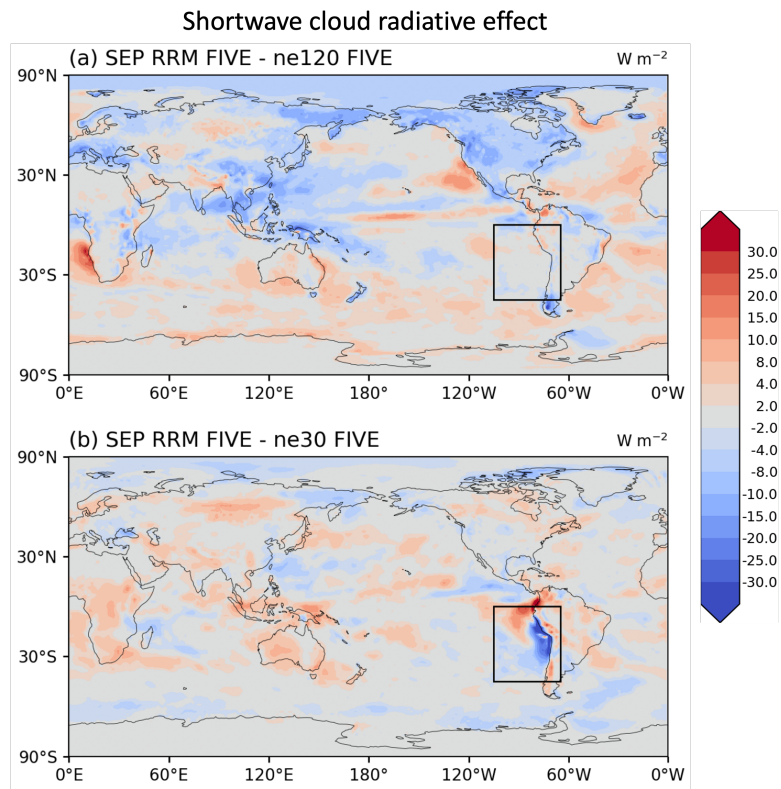 Shortwave cloud radiative effect
(a) SEP RRM FIVE - ne120 FIVE W m⁻²
90°N
30°N
30°S
90°S
0°E 60°E 120°E 180° 120°W 60°W 0°W
30.0
25.0
20.0
15.0
10.0
8.0
4.0
2.0
-2.0
-4.0
-8.0
-10.0
-15.0
-20.0
-25.0
-30.0
(b) SEP RRM FIVE - ne30 FIVE W m⁻²
90°N
30°N
30°S
90°S
0°E 60°E 120°E 180° 120°W 60°W 0°W